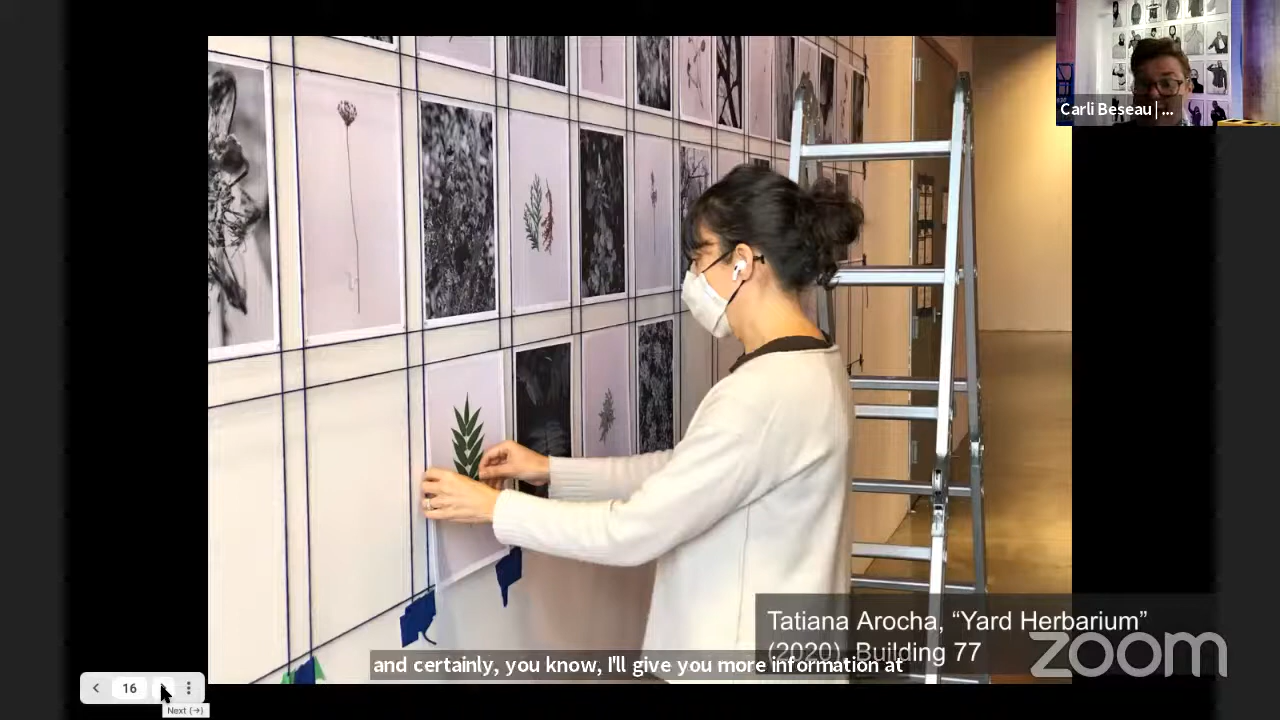 Carli Beseau | ...
Tatiana Arocha, “Yard Herbarium”
(2020), Building 77
zoom
and certainly, you know, I'll give you more information at
16
Next (→)